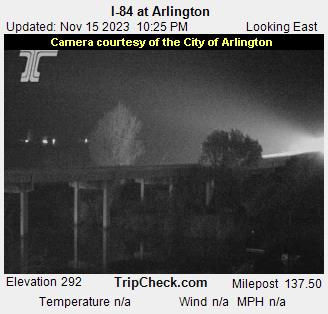 I-84 at Arlington
Updated: Nov 15 2023 10:25 PM Looking East
Camera courtesy of the City of Arlington
Elevation 292 TripCheck.com Milepost 137.50
Temperature n/a Wind n/a MPH n/a